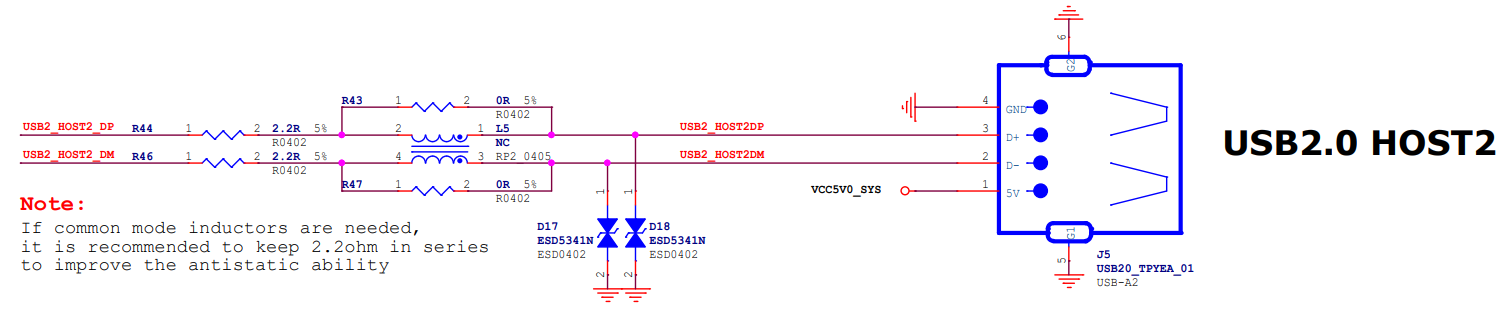 6
G2
R43 1 2 0R 5%
R0402
4 GND
USB2_HOST2_DP R44 1 2 2.2R 5% 2 1 L5 USB2_HOST2DP 3 D+
R0402 NC
USB2_HOST2_DM R46 1 2 2.2R 5% 4 3 RP2_0405 USB2_HOST2DM 2 D-
R0402
R47 1 2 0R 5% VCC5V0_SYS 1 5V
R0402
1 1
USB2.0 HOST2
Note:
If common mode inductors are needed,
it is recommended to keep 2.2ohm in series
to improve the antistatic ability
D17
ESD5341N
ESD0402
D18
ESD5341N
ESD0402
2 2
G1
5
J5
USB20_TPYEA_01
USB-A2